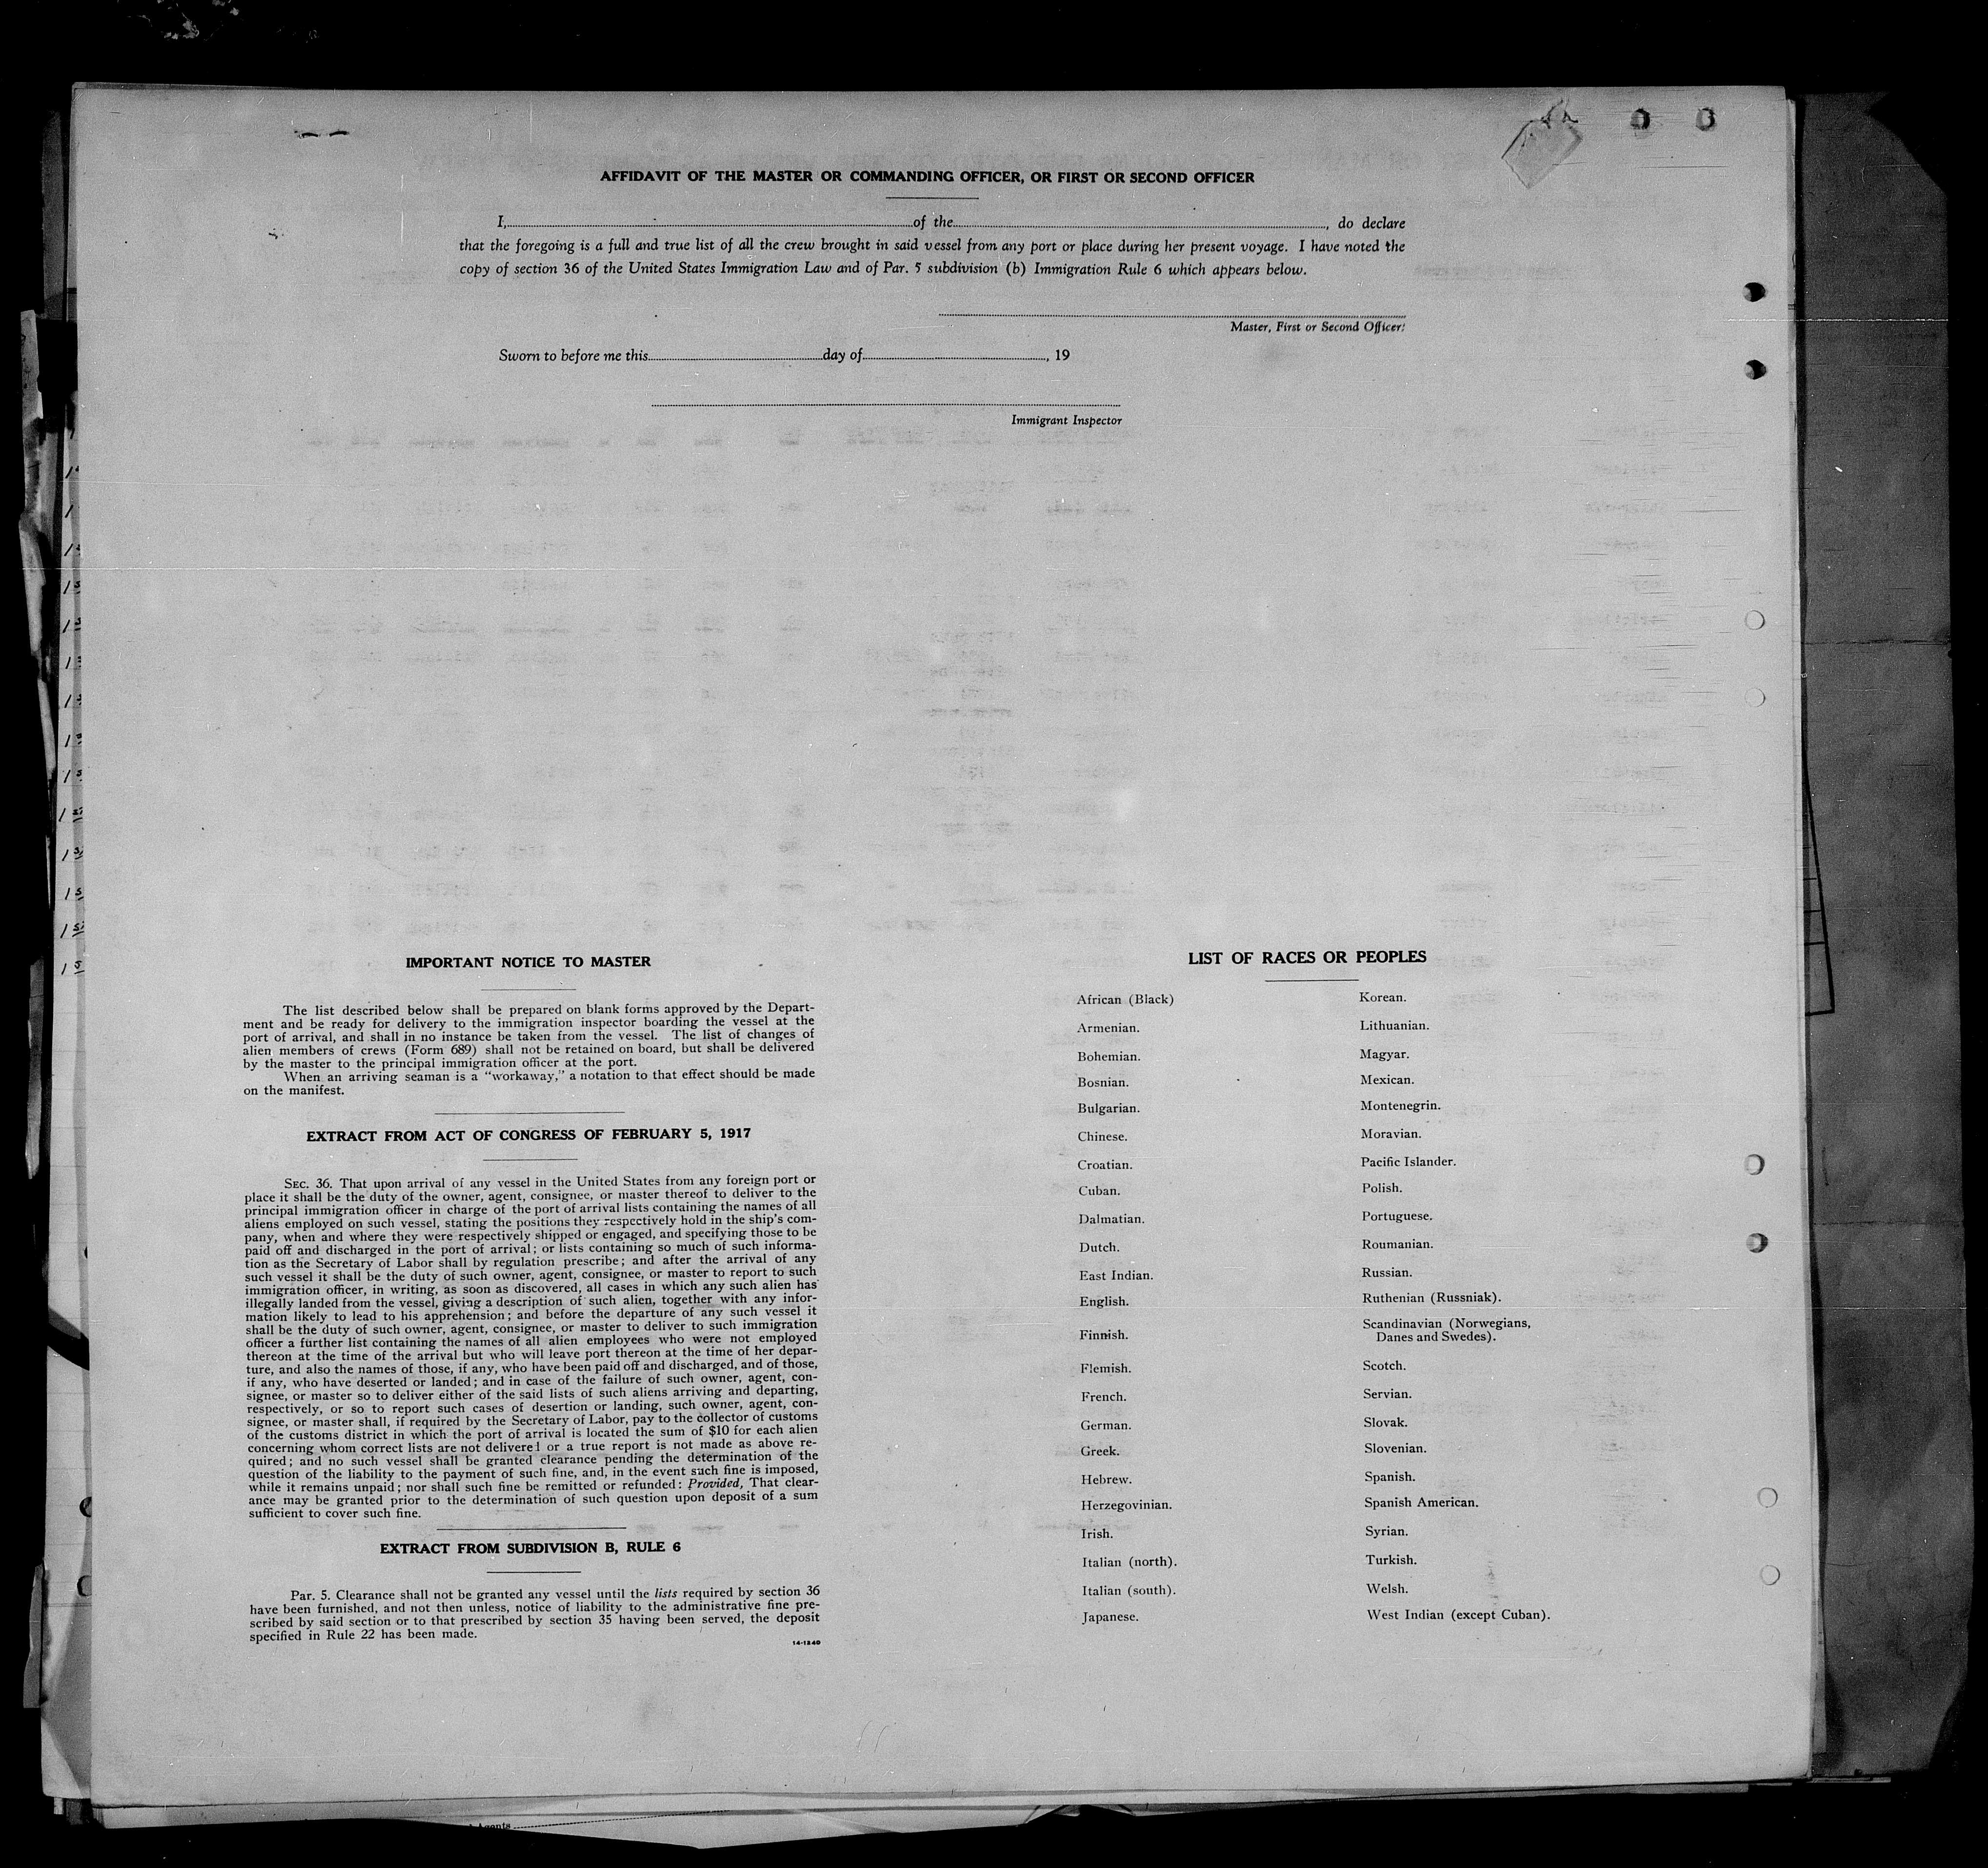 AFFIDAVIT OF THE MASTER OR COMMANDING OFFICER, OR FIRST OR SECOND OFFICER
I, of the , do declare
that the foregoing is a full and true list of all the crew brought in said vessel from any port or place during her present voyage. I have noted the
copy of section 36 of the United States Immigration Law and of Par. 5 subdivision (b) Immigration Rule 6 which appears below.
Master, First or Second Officer.
Sworn to before me this day of , 19
Immigrant Inspector
IMPORTANT NOTICE TO MASTER
The list described below shall be prepared on blank forms approved by the Depart-
ment and be ready for delivery to the immigration inspector boarding the vessel at the
port of arrival, and shall in no instance be taken from the vessel. The list of changes of
alien members of crews (Form 689) shall not be retained on board, but shall be delivered
by the master to the principal immigration officer at the port.
When an arriving seaman is a "workaway," a notation to that effect should be made
on the manifest.
EXTRACT FROM ACT OF CONGRESS OF FEBRUARY 5, 1917
SEC. 36. That upon arrival of any vessel in the United States from any foreign port or
place it shall be the duty of the owner, agent, consignee, or master thereof to deliver to the
principal immigration officer in charge of the port of arrival lists containing the names of all
aliens employed on such vessel, stating the positions they respectively hold in the ship's com-
pany, when and where they were respectively shipped or engaged, and specifying those to be
paid off and discharged in the port of arrival; or lists containing so much of such informa-
tion as the Secretary of Labor shall by regulation prescribe; and after the arrival of any
such vessel it shall be the duty of such owner, agent, consignee, or master to report to such
immigration officer, in writing, as soon as discovered, all cases in which any such alien has
illegally landed from the vessel, giving a description of such alien, together with any infor-
mation likely to lead to his apprehension; and before the departure of any such vessel it
shall be the duty of such owner, agent, consignee, or master to deliver to such immigration
officer a further list containing the names of all alien employees who were not employed
thereon at the time of the arrival but who will leave port thereon at the time of her depar-
ture, and also the names of those, if any, who have been paid off and discharged, and of those,
if any, who have deserted or landed; and in case of the failure of such owner, agent, con-
signee, or master so to deliver either of the said lists of such aliens arriving and departing,
respectively, or so to report such cases of desertion or landing, such owner, agent, con-
signee, or master shall, if required by the Secretary of Labor, pay to the collector of customs
of the customs district in which the port of arrival is located the sum of $10 for each alien
concerning whom correct lists are not delivered or a true report is not made as above re-
quired; and no such vessel shall be granted clearance pending the determination of the
question of the liability to the payment of such fine, and, in the event such fine is imposed,
while it remains unpaid; nor shall such fine be remitted or refunded: Provided, That clear-
ance may be granted prior to the determination of such question upon deposit of a sum
sufficient to cover such fine.
EXTRACT FROM SUBDIVISION B, RULE 6
Par. 5. Clearance shall not be granted any vessel until the lists required by section 36
have been furnished, and not then unless, notice of liability to the administrative fine pre-
scribed by said section or to that prescribed by section 35 having been served, the deposit
specified in Rule 22 has been made.
14-1240
LIST OF RACES OR PEOPLES
African (Black)
Armenian.
Bohemian.
Bosnian.
Bulgarian.
Chinese.
Croatian.
Cuban.
Dalmatian.
Dutch.
East Indian.
English.
Finnish.
Flemish.
French.
German.
Greek.
Hebrew.
Herzegovinian.
Irish.
Italian (north).
Italian (south).
Japanese.
Korean.
Lithuanian.
Magyar.
Mexican.
Montenegrin.
Moravian.
Pacific Islander.
Polish.
Portuguese.
Roumanian.
Russian.
Ruthenian (Russniak).
Scandinavian (Norwegians,
Danes and Swedes).
Scotch.
Servian.
Slovak.
Slovenian.
Spanish.
Spanish American.
Syrian.
Turkish.
Welsh.
West Indian (except Cuban).
Agents